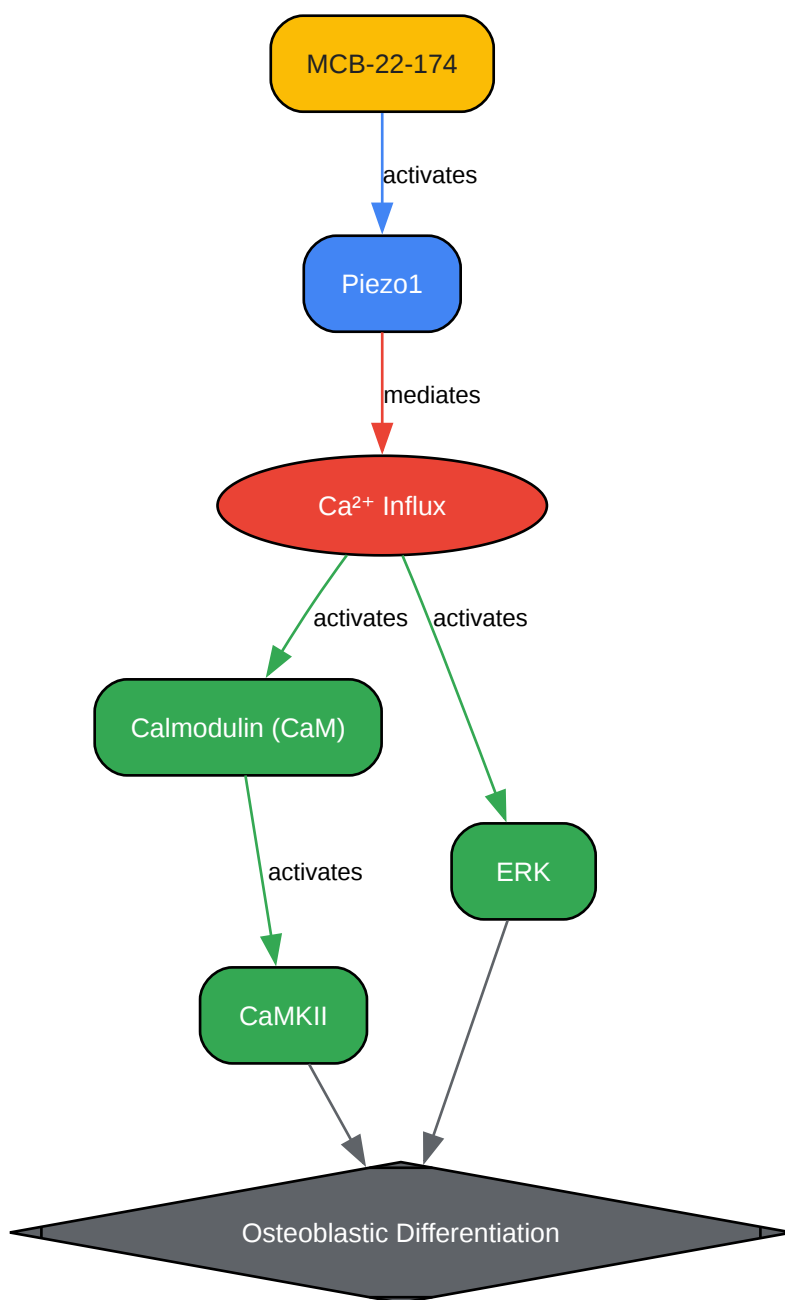 MCB-22-174
activates
Piezo1
mediates
Ca²⁺ Influx
activates
activates
Calmodulin (CaM)
activates
ERK
CaMKII
Osteoblastic Differentiation